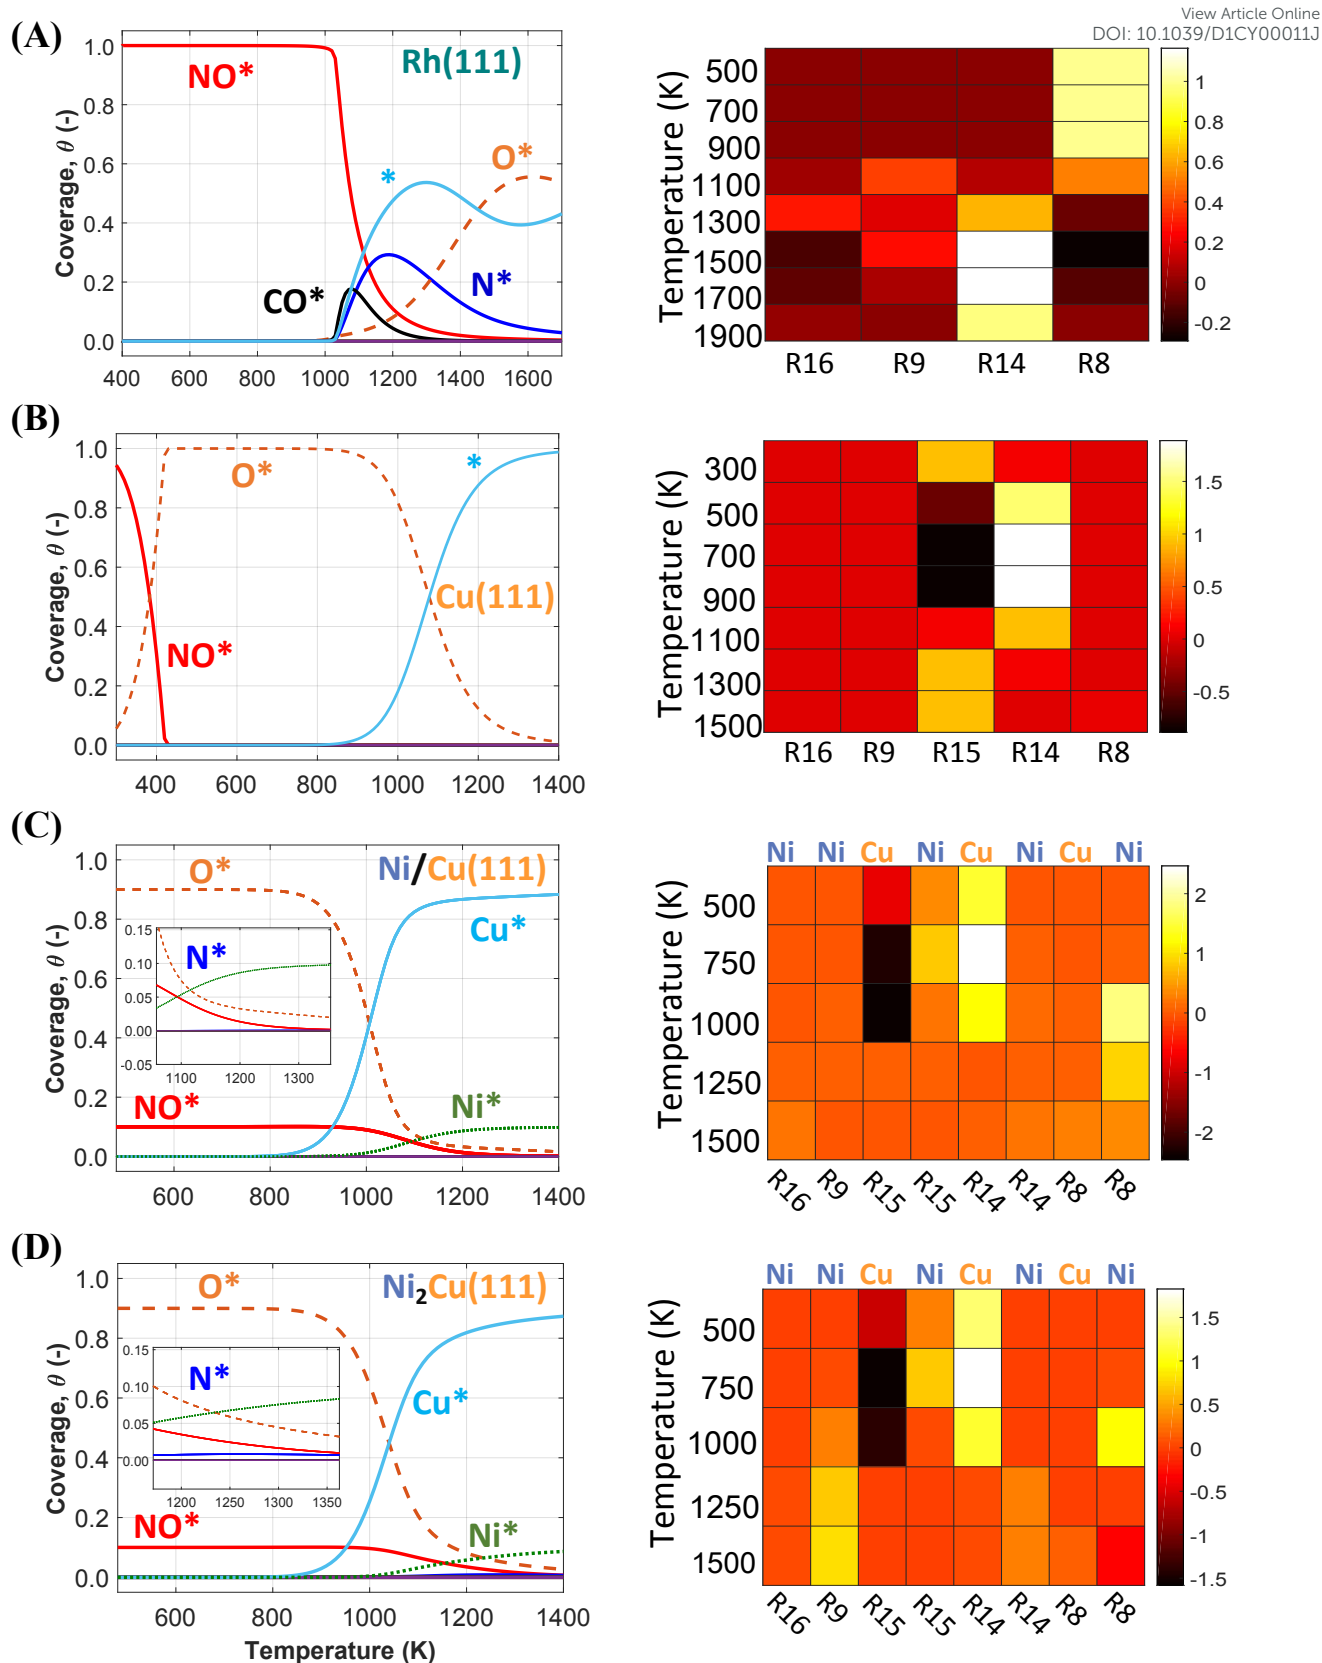 View Article Online
DOI: 10.1039/D1CY00011J
(A)
Rh(111)
NO*
O*
*
N*
CO*
Coverage, θ (-)
1.0
0.8
0.6
0.4
0.2
0.0
400 600 800 1000 1200 1400 1600
Temperature (K)
500
700
900
1100
1300
1500
1700
1900
R16 R9 R14 R8
1
0.8
0.6
0.4
0.2
0
-0.2
(B)
O*
*
Cu(111)
NO*
Coverage, θ (-)
1.0
0.8
0.6
0.4
0.2
0.0
400 600 800 1000 1200 1400
Temperature (K)
300
500
700
900
1100
1300
1500
R16 R9 R15 R14 R8
1.5
1
0.5
0
-0.5
(C)
O*
Ni/Cu(111)
Cu*
N*
NO*
Ni*
Coverage, θ (-)
1.0
0.8
0.6
0.4
0.2
0.0
0.15
0.10
0.05
0.00
-0.05
1100 1200 1300
600 800 1000 1200 1400
Ni Ni Cu Ni Cu Ni Cu Ni
Temperature (K)
500
750
1000
1250
1500
R16 R9 R15 R15 R14 R14 R8 R8
2
1
0
-1
-2
(D)
O*
Ni2Cu(111)
N*
Cu*
NO*
Ni*
Coverage, θ (-)
1.0
0.8
0.6
0.4
0.2
0.0
0.15
0.10
0.05
0.00
1200 1250 1300 1350
600 800 1000 1200 1400
Temperature (K)
Ni Ni Cu Ni Cu Ni Cu Ni
Temperature (K)
500
750
1000
1250
1500
R16 R9 R15 R15 R14 R14 R8 R8
1.5
1
0.5
0
-0.5
-1
-1.5